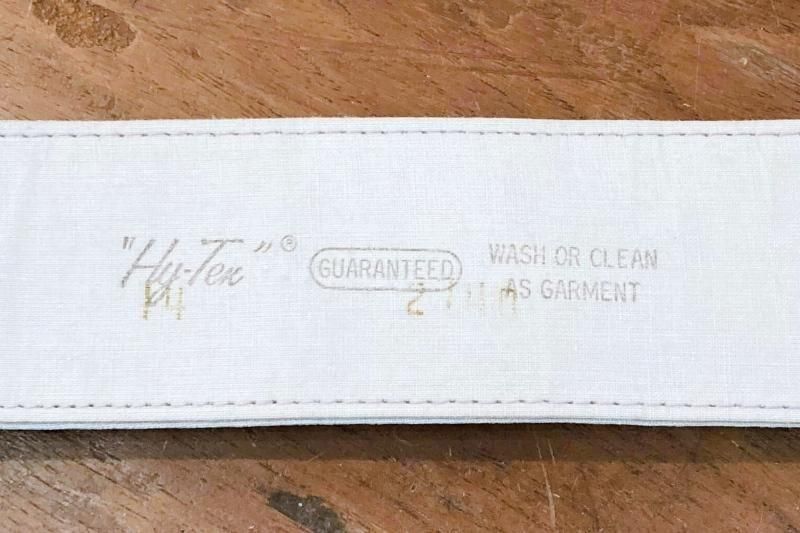 "Hy-Tex"® GUARANTEED WASH OR CLEAN
AS GARMENT